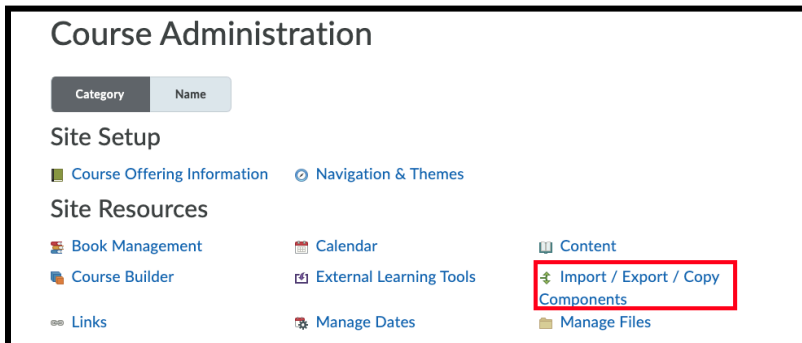 Course Administration
Category Name
Site Setup
Course Offering Information Navigation & Themes
Site Resources
Book Management Calendar Content
Course Builder External Learning Tools Import / Export / Copy
Components
Links Manage Dates Manage Files